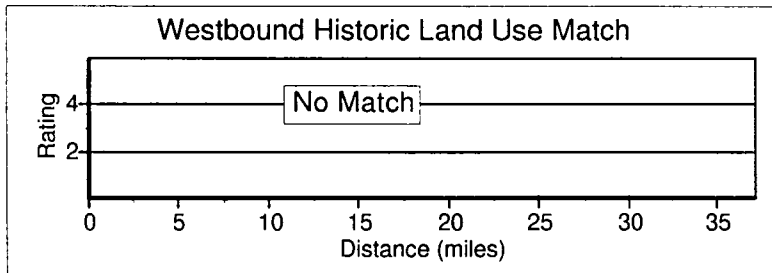 Westbound Historic Land Use Match
Rating
4
No Match
2
0 5 10 15 20 25 30 35
Distance (miles)